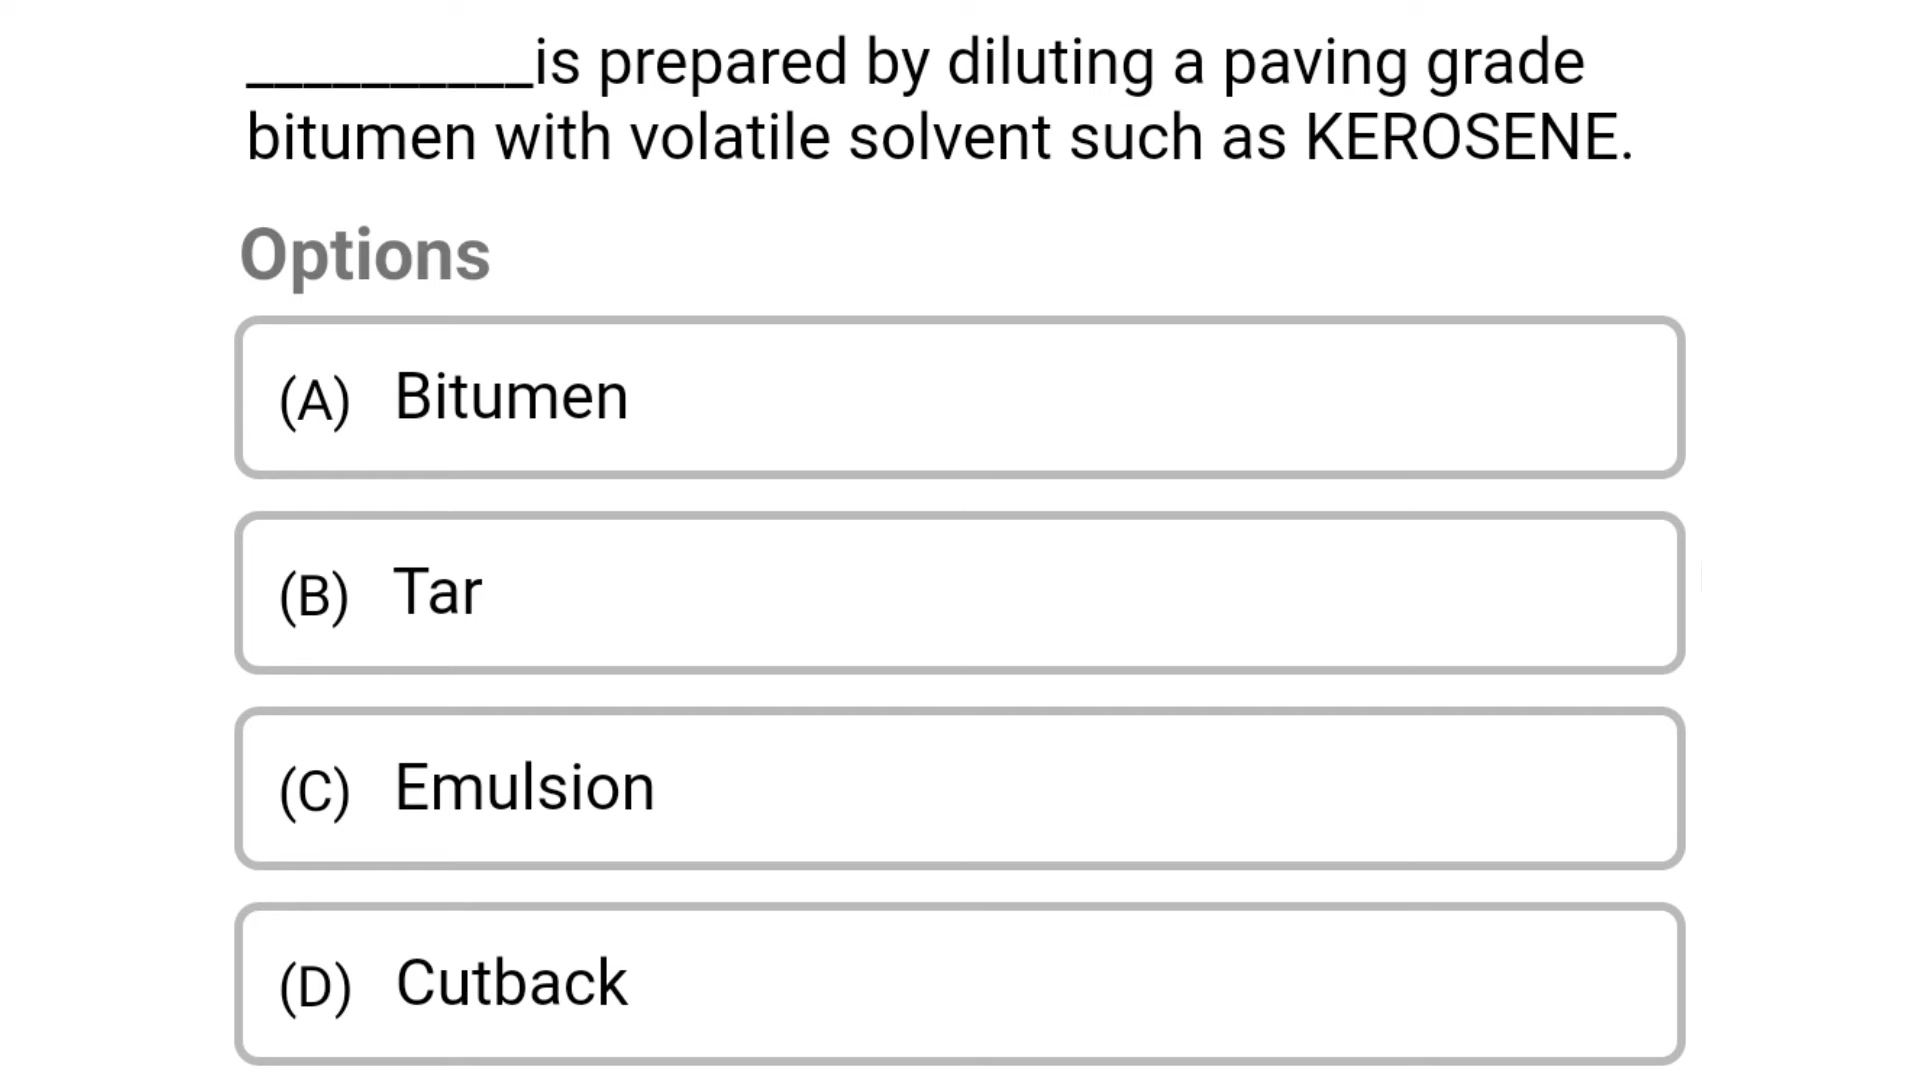 __________is prepared by diluting a paving grade
bitumen with volatile solvent such as KEROSENE.
Options
(A) Bitumen
(B) Tar
(C) Emulsion
(D) Cutback